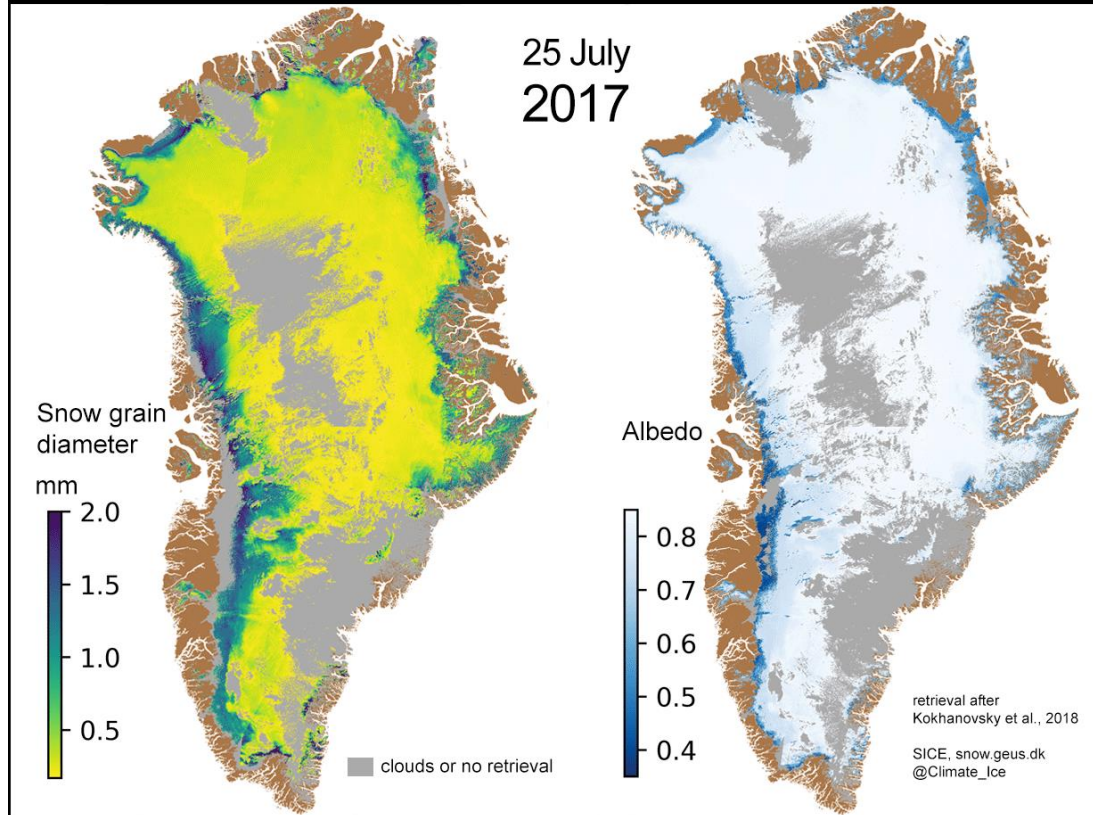 25 July
2017
Snow grain
diameter
mm
2.0
1.5
1.0
0.5
clouds or no retrieval
Albedo
0.8
0.7
0.6
0.5
0.4
retrieval after
Kokhanovsky et al., 2018
SICE, snow.geus.dk
@Climate_Ice